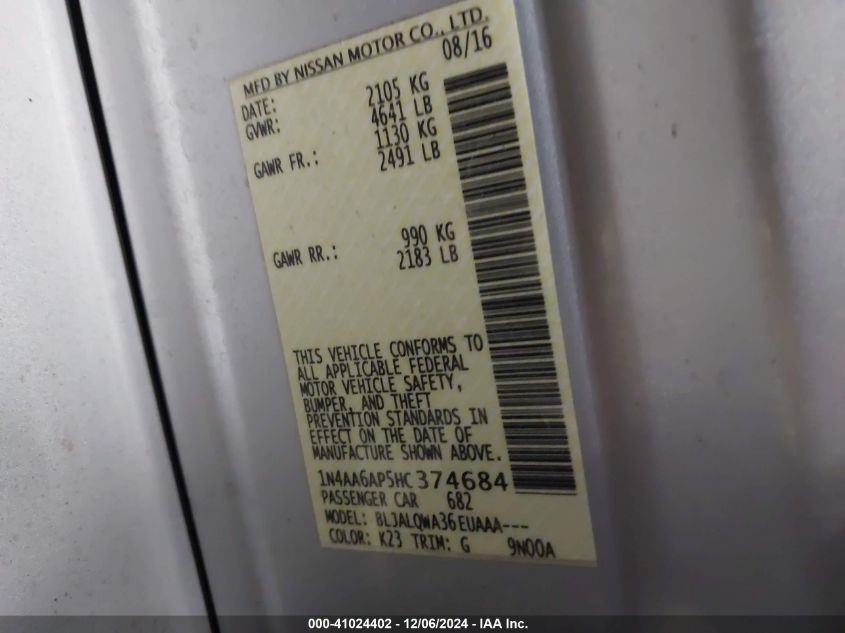 MFD BY NISSAN MOTOR CO., LTD.
DATE: 08/16
GVWR: 2105 KG
4641 LB
GAWR FR.: 1130 KG
2491 LB
GAWR RR.: 990 KG
2183 LB
THIS VEHICLE CONFORMS TO
ALL APPLICABLE FEDERAL
MOTOR VEHICLE SAFETY,
BUMPER, AND THEFT
PREVENTION STANDARDS IN
EFFECT ON THE DATE OF
MANUFACTURE SHOWN ABOVE.
1N4AA6AP5HC374684
PASSENGER CAR 682
MODEL: BLJALQWA36EUAAA---
COLOR: K23 TRIM: G 9N00A
000-41024402 - 12/06/2024 - IAA Inc.